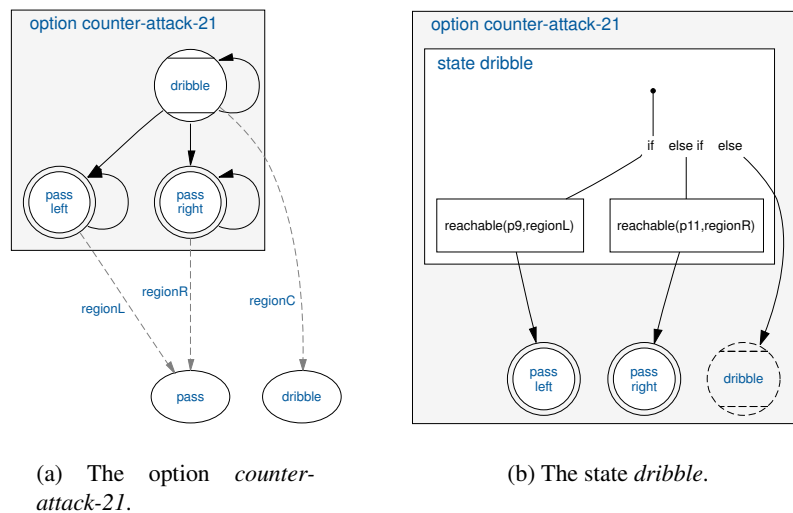 option counter-attack-21
dribble
pass
left
pass
right
regionL
regionR
regionC
pass
dribble
(a) The option counter-
attack-21.
option counter-attack-21
state dribble
if else if else
reachable(p9,regionL)
reachable(p11,regionR)
pass
left
pass
right
dribble
(b) The state dribble.